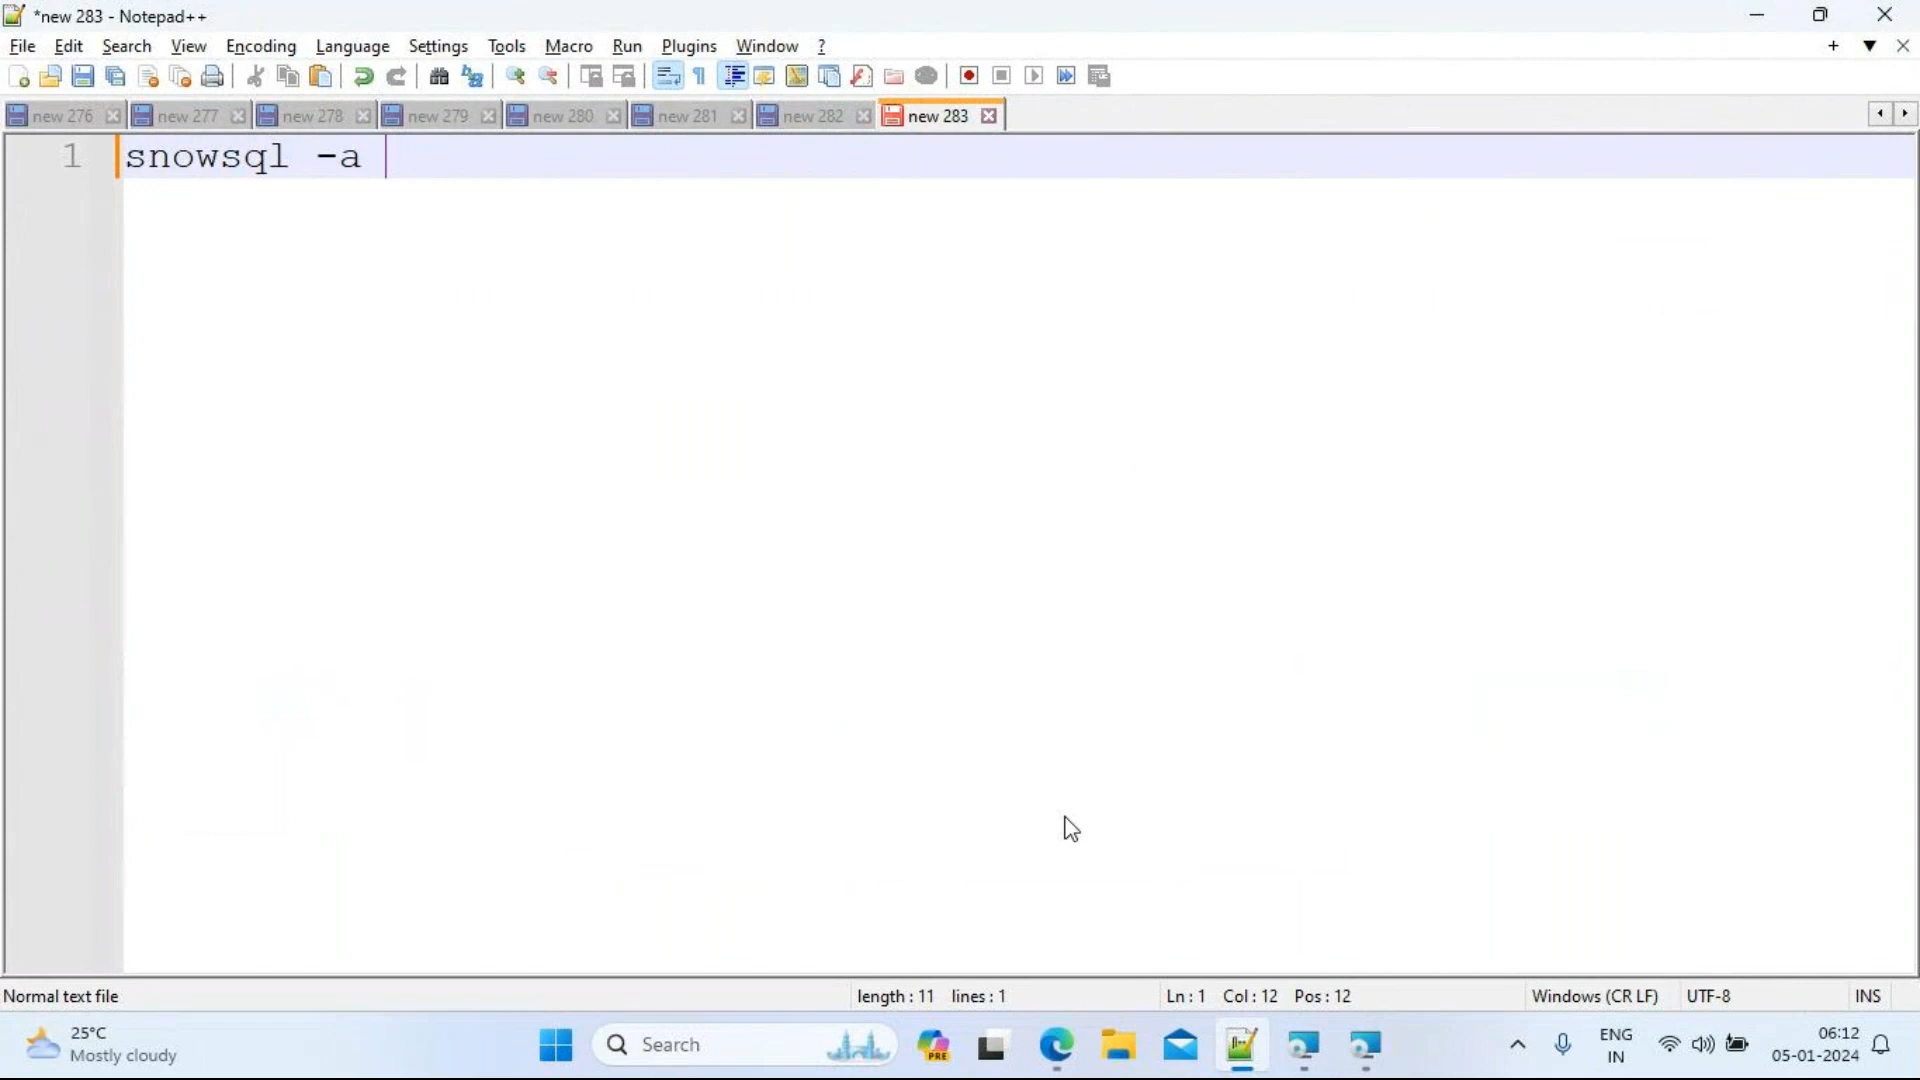 *new 283 - Notepad++
File Edit Search View Encoding Language Settings Tools Macro Run Plugins Window ?
new 276 new 277 new 278 new 279 new 280 new 281 new 282 new 283
1 snowsql -a
Normal text file length : 11 lines : 1 Ln : 1 Col : 12 Pos : 12 Windows (CR LF) UTF-8 INS
25°C
Mostly cloudy
Search
PRE
ENG
IN
06:12
05-01-2024